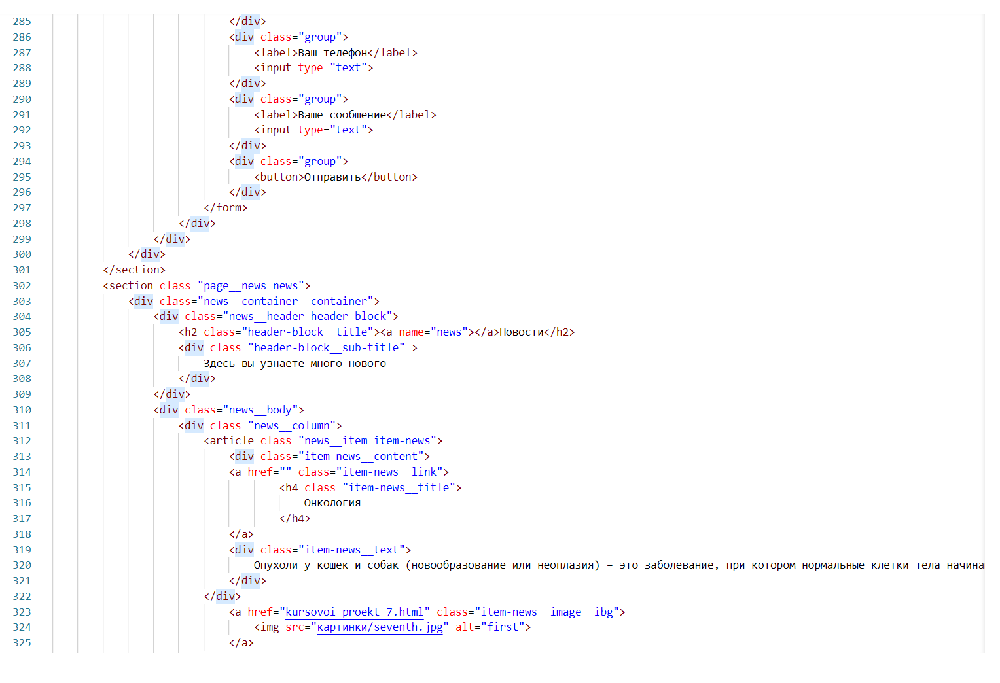 285 </div>
286 <div class="group">
287 <label>Ваш телефон</label>
288 <input type="text">
289 </div>
290 <div class="group">
291 <label>Ваше сообшение</label>
292 <input type="text">
293 </div>
294 <div class="group">
295 <button>Отправить</button>
296 </div>
297 </form>
298 </div>
299 </div>
300 </div>
301 </section>
302 <section class="page__news news">
303 <div class="news__container _container">
304 <div class="news__header header-block">
305 <h2 class="header-block__title"><a name="news"></a>Новости</h2>
306 <div class="header-block__sub-title" >
307 Здесь вы узнаете много нового
308 </div>
309 </div>
310 <div class="news__body">
311 <div class="news__column">
312 <article class="news__item item-news">
313 <div class="item-news__content">
314 <a href="" class="item-news__link">
315 <h4 class="item-news__title">
316 Онкология
317 </h4>
318 </a>
319 <div class="item-news__text">
320 Опухоли у кошек и собак (новообразование или неоплазия) – это заболевание, при котором нормальные клетки тела начина
321 </div>
322 </div>
323 <a href="kursovoi_proekt_7.html" class="item-news__image _ibg">
324 <img src="картинки/seventh.jpg" alt="first">
325 </a>